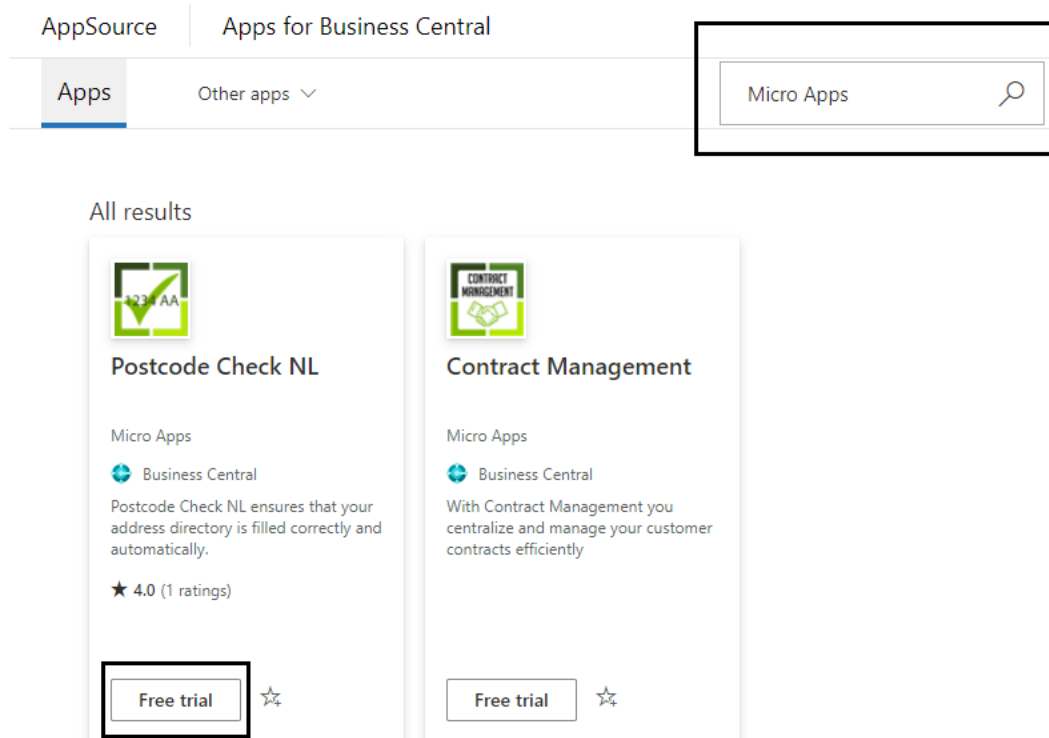 AppSource
Apps for Business Central
Apps
Other apps
Micro Apps
All results
1234 AA
Postcode Check NL
Micro Apps
Business Central
Postcode Check NL ensures that your
address directory is filled correctly and
automatically.
4.0 (1 ratings)
Free trial
CONTRACT
MANAGEMENT
Contract Management
Micro Apps
Business Central
With Contract Management you
centralize and manage your customer
contracts efficiently
Free trial